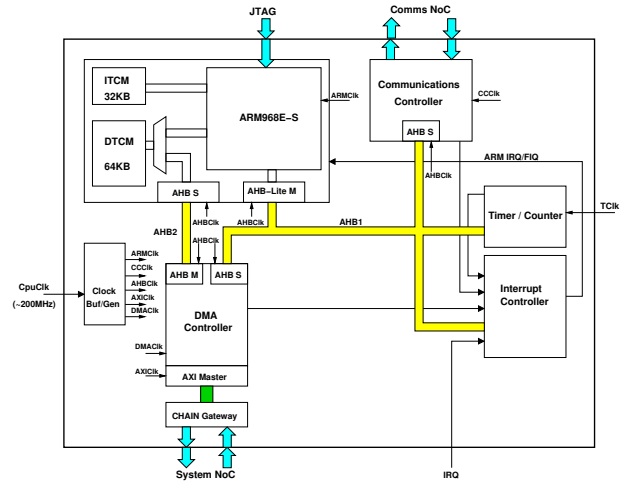 JTAG
Comms NoC
ITCM
32KB
ARM968E-S
ARMClk
Communications
Controller
CCClk
DTCM
64KB
AHB S
AHBClk
ARM IRQ/FIQ
AHB S
AHB-Lite M
AHBClk
AHBClk
AHB2
AHBClk
AHB1
Timer / Counter
TClk
CpuClk
(~200MHz)
Clock
Buf/Gen
ARMClk
CCClk
AHBClk
AXIClk
DMAClk
AHB M
AHB S
DMA
Controller
Interrupt
Controller
DMAClk
AXIClk
AXI Master
CHAIN Gateway
System NoC
IRQ